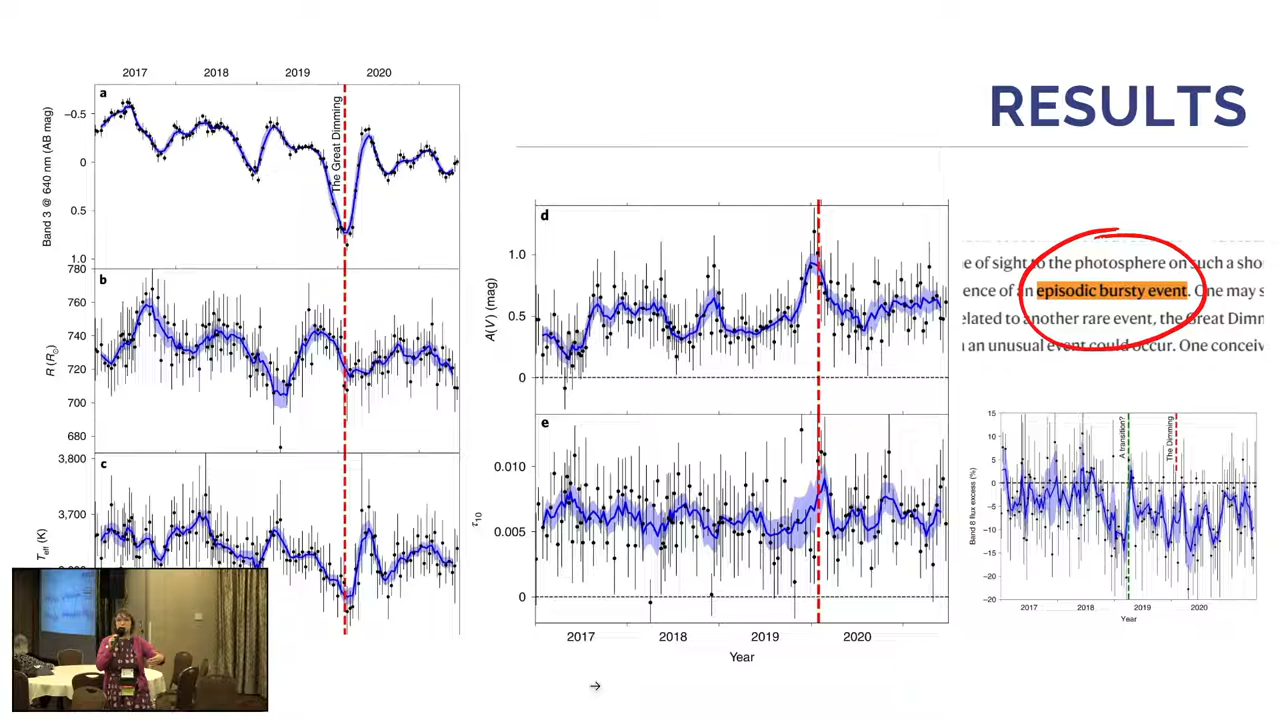 RESULTS
2017 2018 2019 2020
a
The Great Dimming
Band 3 @ 640 nm (AB mag)
−0.5
0
0.5
1.0
b
R (R☉)
780
760
740
720
700
680
c
Teff (K)
3,800
3,700
d
A(V) (mag)
1.0
0.5
0
e
τ10
0.010
0.005
0
2017 2018 2019 2020
Year
e of sight to the photosphere on such a sho
ence of an episodic bursty event. One may s
elated to another rare event, the Great Dimm
an unusual event could occur. One conceiv
A transition?
The Dimming
Band 8 flux excess (%)
15
10
5
0
−5
−10
−15
−20
2017 2018 2019 2020
Year